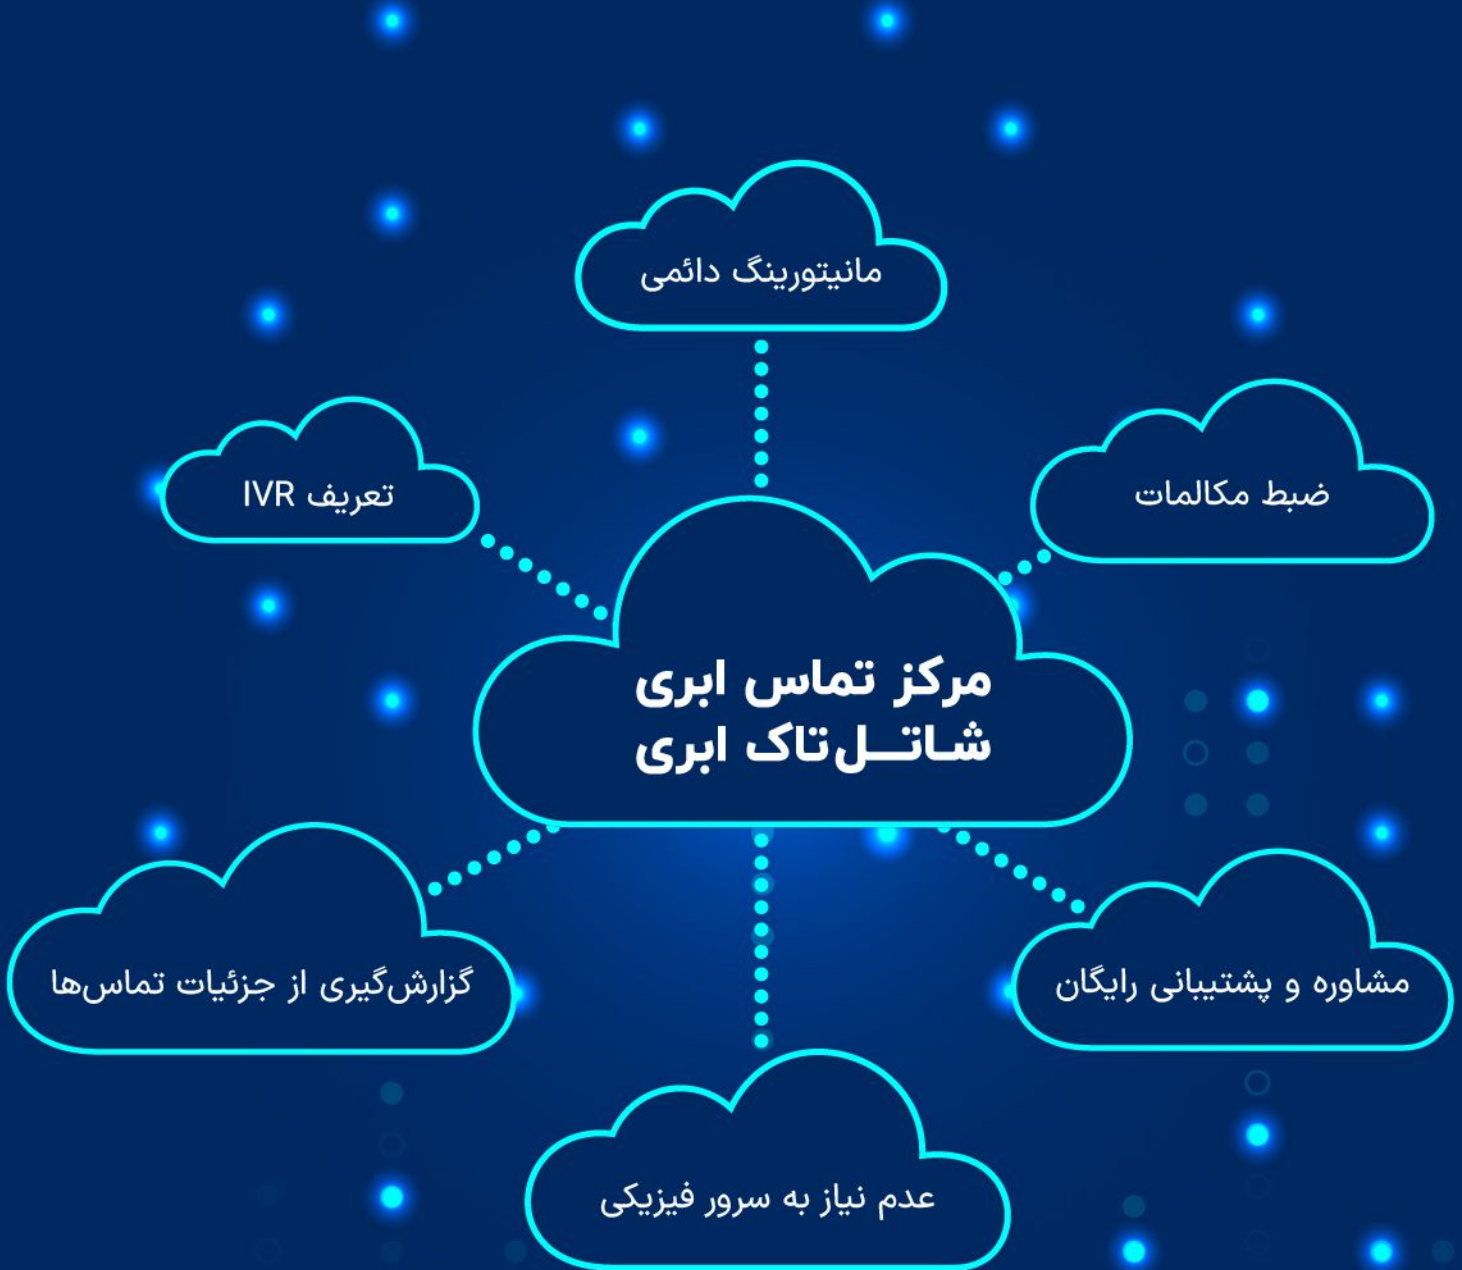 مانیتورینگ دائمی
ضبط مکالمات
تعریف IVR
مرکز تماس ابری
شاتــل‌تاک ابری
مشاوره و پشتیبانی رایگان
گزارش‌گیری از جزئیات تماس‌ها
عدم نیاز به سرور فیزیکی